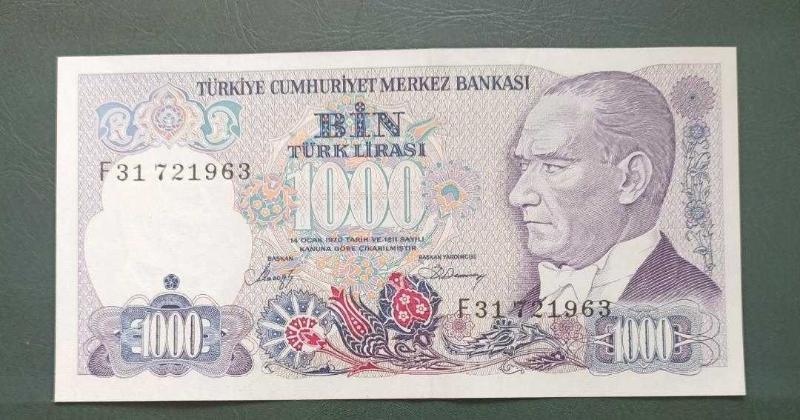 TÜRKİYE CUMHURİYET MERKEZ BANKASI
BİN
TÜRK LİRASI
F31 721963
1000
14 OCAK 1970 TARİH VE 1211 SAYILI
KANUNA GÖRE ÇIKARILMIŞTIR
BAŞKAN BAŞKAN YARDIMCISI
F31 721963
1000 1000